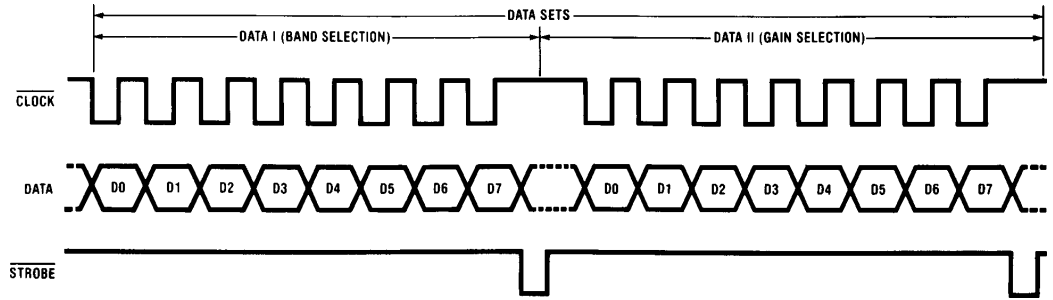 DATA SETS
DATA I (BAND SELECTION) DATA II (GAIN SELECTION)
CLOCK
DATA D0 D1 D2 D3 D4 D5 D6 D7 D0 D1 D2 D3 D4 D5 D6 D7
STROBE